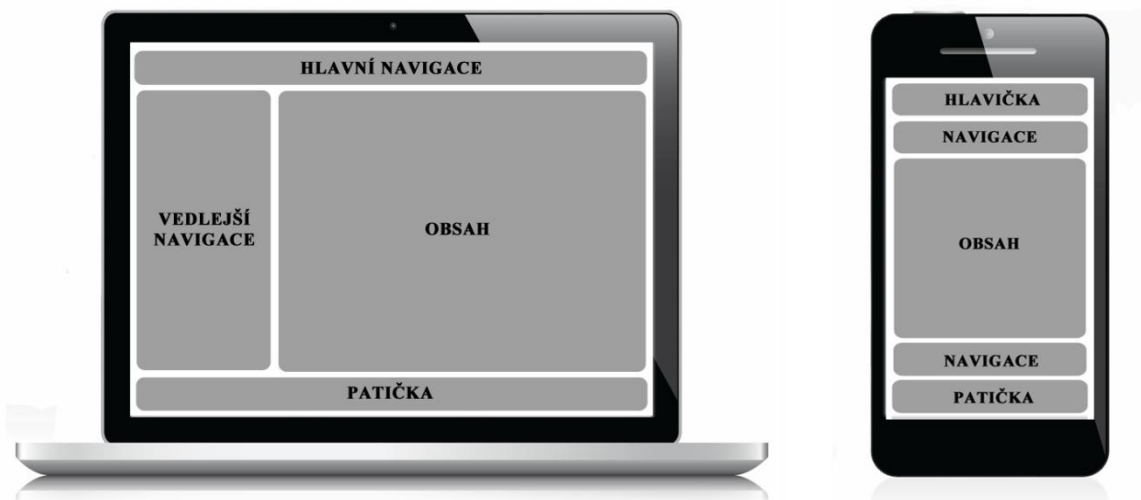 HLAVNÍ NAVIGACE
VEDLEJŠÍ
NAVIGACE
OBSAH
PATIČKA
HLAVIČKA
NAVIGACE
OBSAH
NAVIGACE
PATIČKA